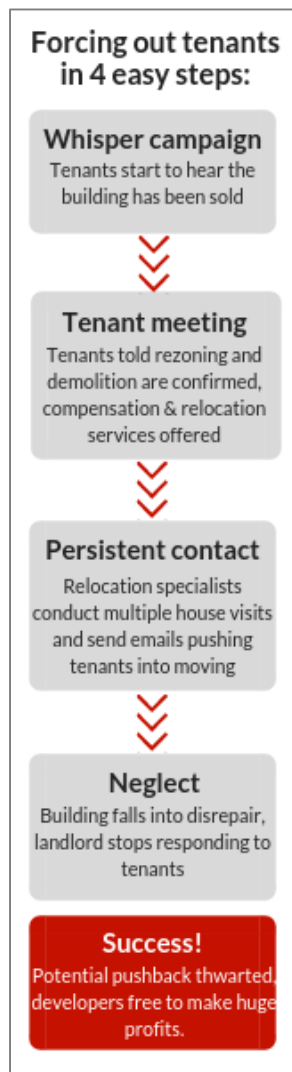 Forcing out tenants
in 4 easy steps:
Whisper campaign
Tenants start to hear the
building has been sold
Tenant meeting
Tenants told rezoning and
demolition are confirmed,
compensation & relocation
services offered
Persistent contact
Relocation specialists
conduct multiple house visits
and send emails pushing
tenants into moving
Neglect
Building falls into disrepair,
landlord stops responding to
tenants
Success!
Potential pushback thwarted,
developers free to make huge
profits.